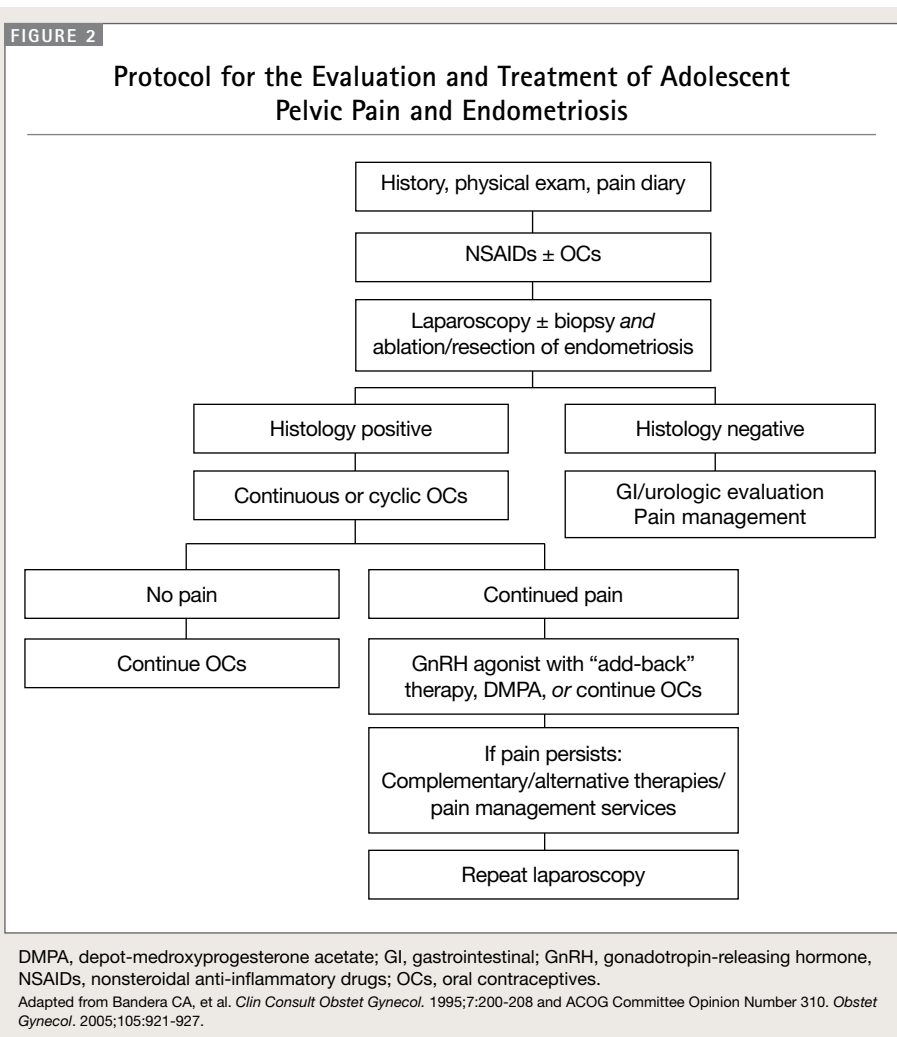 FIGURE 2
Protocol for the Evaluation and Treatment of Adolescent
Pelvic Pain and Endometriosis
History, physical exam, pain diary
NSAIDs ± OCs
Laparoscopy ± biopsy and
ablation/resection of endometriosis
Histology positive
Histology negative
Continuous or cyclic OCs
GI/urologic evaluation
Pain management
No pain
Continued pain
Continue OCs
GnRH agonist with “add-back”
therapy, DMPA, or continue OCs
If pain persists:
Complementary/alternative therapies/
pain management services
Repeat laparoscopy
DMPA, depot-medroxyprogesterone acetate; GI, gastrointestinal; GnRH, gonadotropin-releasing hormone,
NSAIDs, nonsteroidal anti-inflammatory drugs; OCs, oral contraceptives.
Adapted from Bandera CA, et al. Clin Consult Obstet Gynecol. 1995;7:200-208 and ACOG Committee Opinion Number 310. Obstet
Gynecol. 2005;105:921-927.